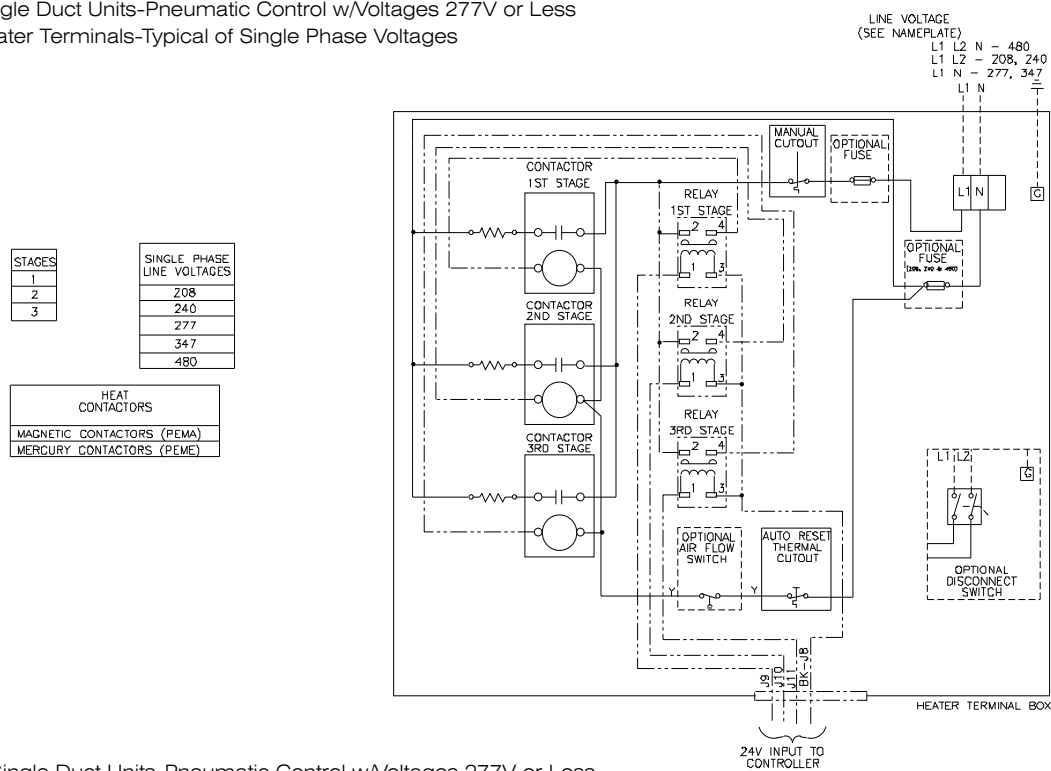 gle Duct Units-Pneumatic Control w/Voltages 277V or Less
ater Terminals-Typical of Single Phase Voltages
LINE VOLTAGE
(SEE NAMEPLATE)
L1 L2 N - 480
L1 L2 - 208, 240
L1 N - 277, 347
L1 N
MANUAL
CUTOUT
OPTIONAL
FUSE
CONTACTOR
1ST STAGE
RELAY
1ST STAGE
2 4
1 3
L1 N
G
STAGES
1
2
3
SINGLE PHASE
LINE VOLTAGES
208
240
277
347
480
OPTIONAL
FUSE
(208, 240 & 480)
CONTACTOR
2ND STAGE
RELAY
2ND STAGE
2 4
1 3
HEAT
CONTACTORS
MAGNETIC CONTACTORS (PEMA)
MERCURY CONTACTORS (PEME)
CONTACTOR
3RD STAGE
RELAY
3RD STAGE
2 4
1 3
L1 L2
G
OPTIONAL
DISCONNECT
SWITCH
OPTIONAL
AIR FLOW
SWITCH
AUTO RESET
THERMAL
CUTOUT
Y
Y
J9
J10
J11
BK-J8
HEATER TERMINAL BOX
24V INPUT TO
CONTROLLER
Single Duct Units-Pneumatic Control w/Voltages 277V or Less